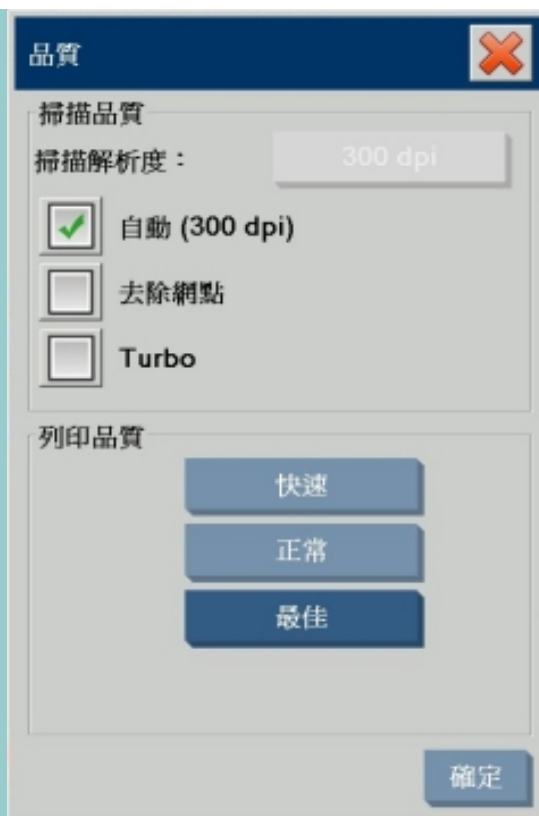 品質
掃描品質
掃描解析度：
300 dpi
自動 (300 dpi)
去除網點
Turbo
列印品質
快速
正常
最佳
確定